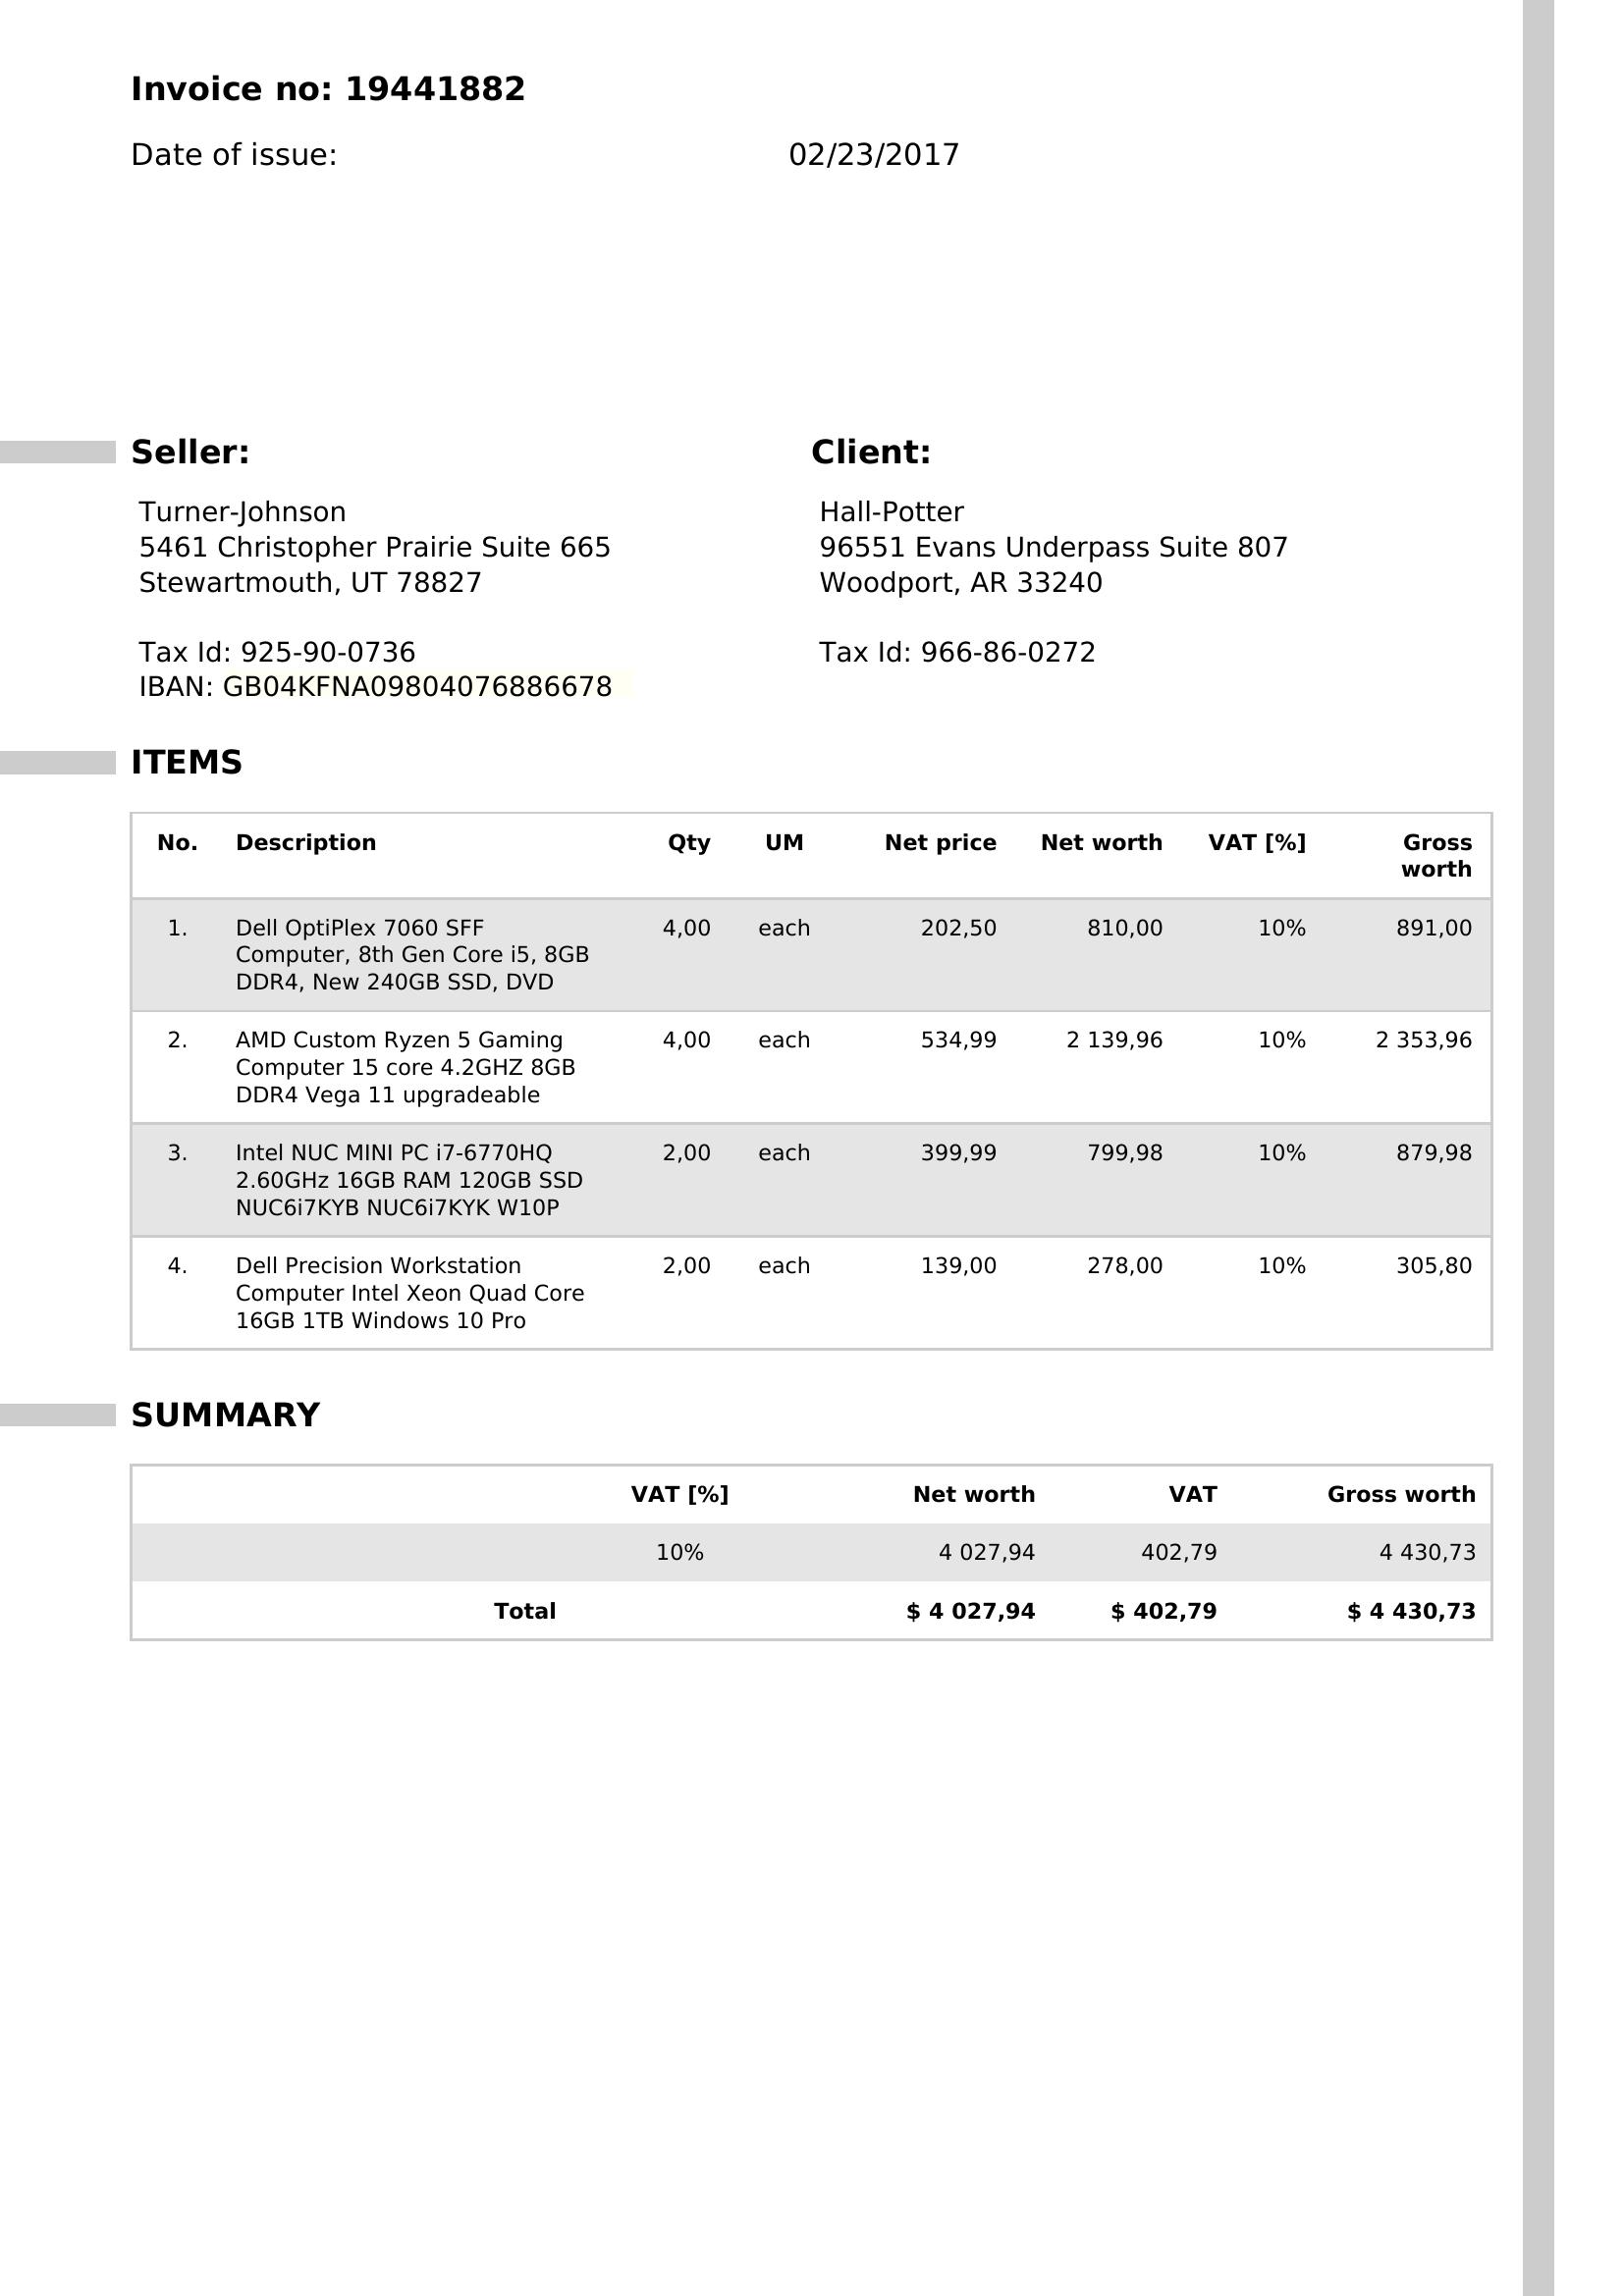 Invoice no: 19441882
Date of issue: 02/23/2017
Seller: Client:
Turner-Johnson Hall-Potter
5461 Christopher Prairie Suite 665 96551 Evans Underpass Suite 807
Stewartmouth, UT 78827 Woodport, AR 33240
Tax Id: 925-90-0736 Tax Id: 966-86-0272
IBAN: GB04KFNA09804076886678
ITEMS
No. Description Qty UM Net price Net worth VAT [%] Gross
worth
1. Dell OptiPlex 7060 SFF 4,00 each 202,50 810,00 10% 891,00
Computer, 8th Gen Core i5, 8GB
DDR4, New 240GB SSD, DVD
2. AMD Custom Ryzen 5 Gaming 4,00 each 534,99 2 139,96 10% 2 353,96
Computer 15 core 4.2GHZ 8GB
DDR4 Vega 11 upgradeable
3. Intel NUC MINI PC i7-6770HQ 2,00 each 399,99 799,98 10% 879,98
2.60GHz 16GB RAM 120GB SSD
NUC6i7KYB NUC6i7KYK W10P
4. Dell Precision Workstation 2,00 each 139,00 278,00 10% 305,80
Computer Intel Xeon Quad Core
16GB 1TB Windows 10 Pro
SUMMARY
VAT [%] Net worth VAT Gross worth
10% 4 027,94 402,79 4 430,73
Total $ 4 027,94 $ 402,79 $ 4 430,73